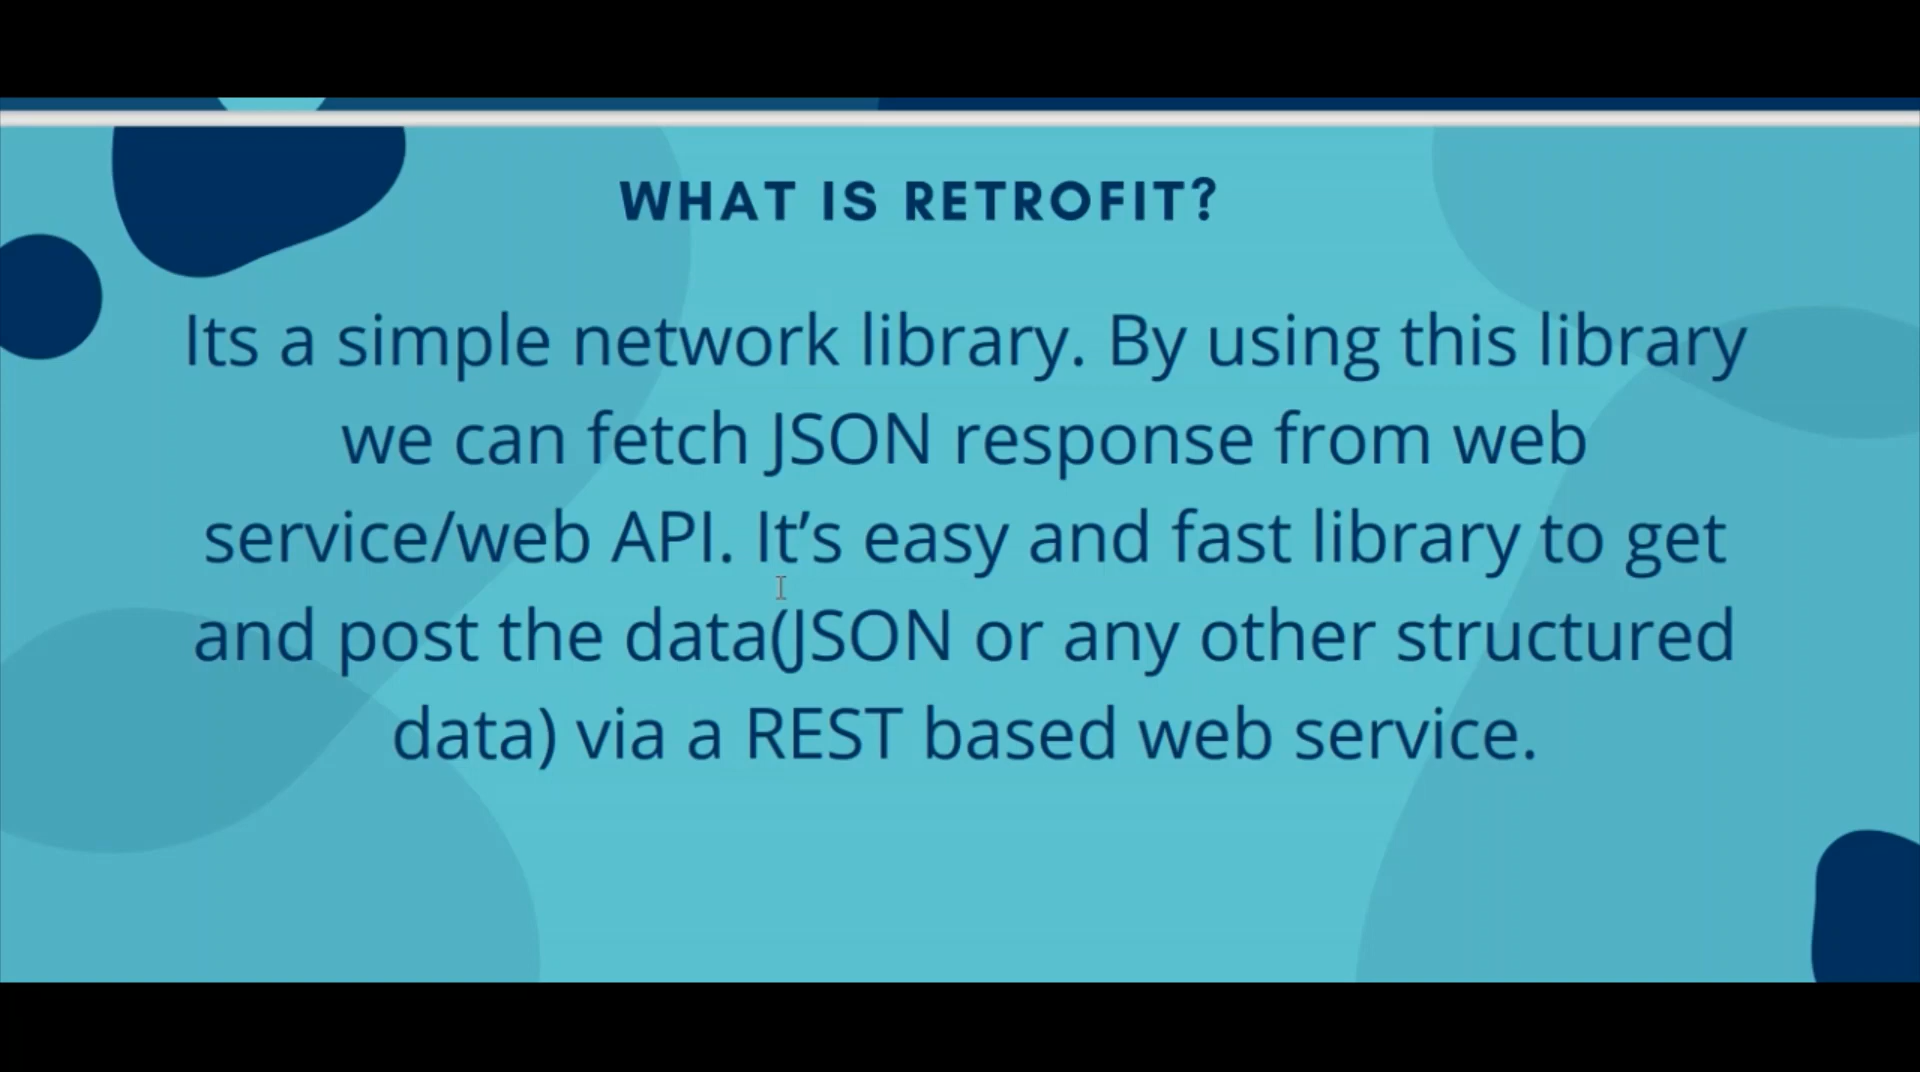 WHAT IS RETROFIT?
Its a simple network library. By using this library
we can fetch JSON response from web
service/web API. It’s easy and fast library to get
and post the data(JSON or any other structured
data) via a REST based web service.